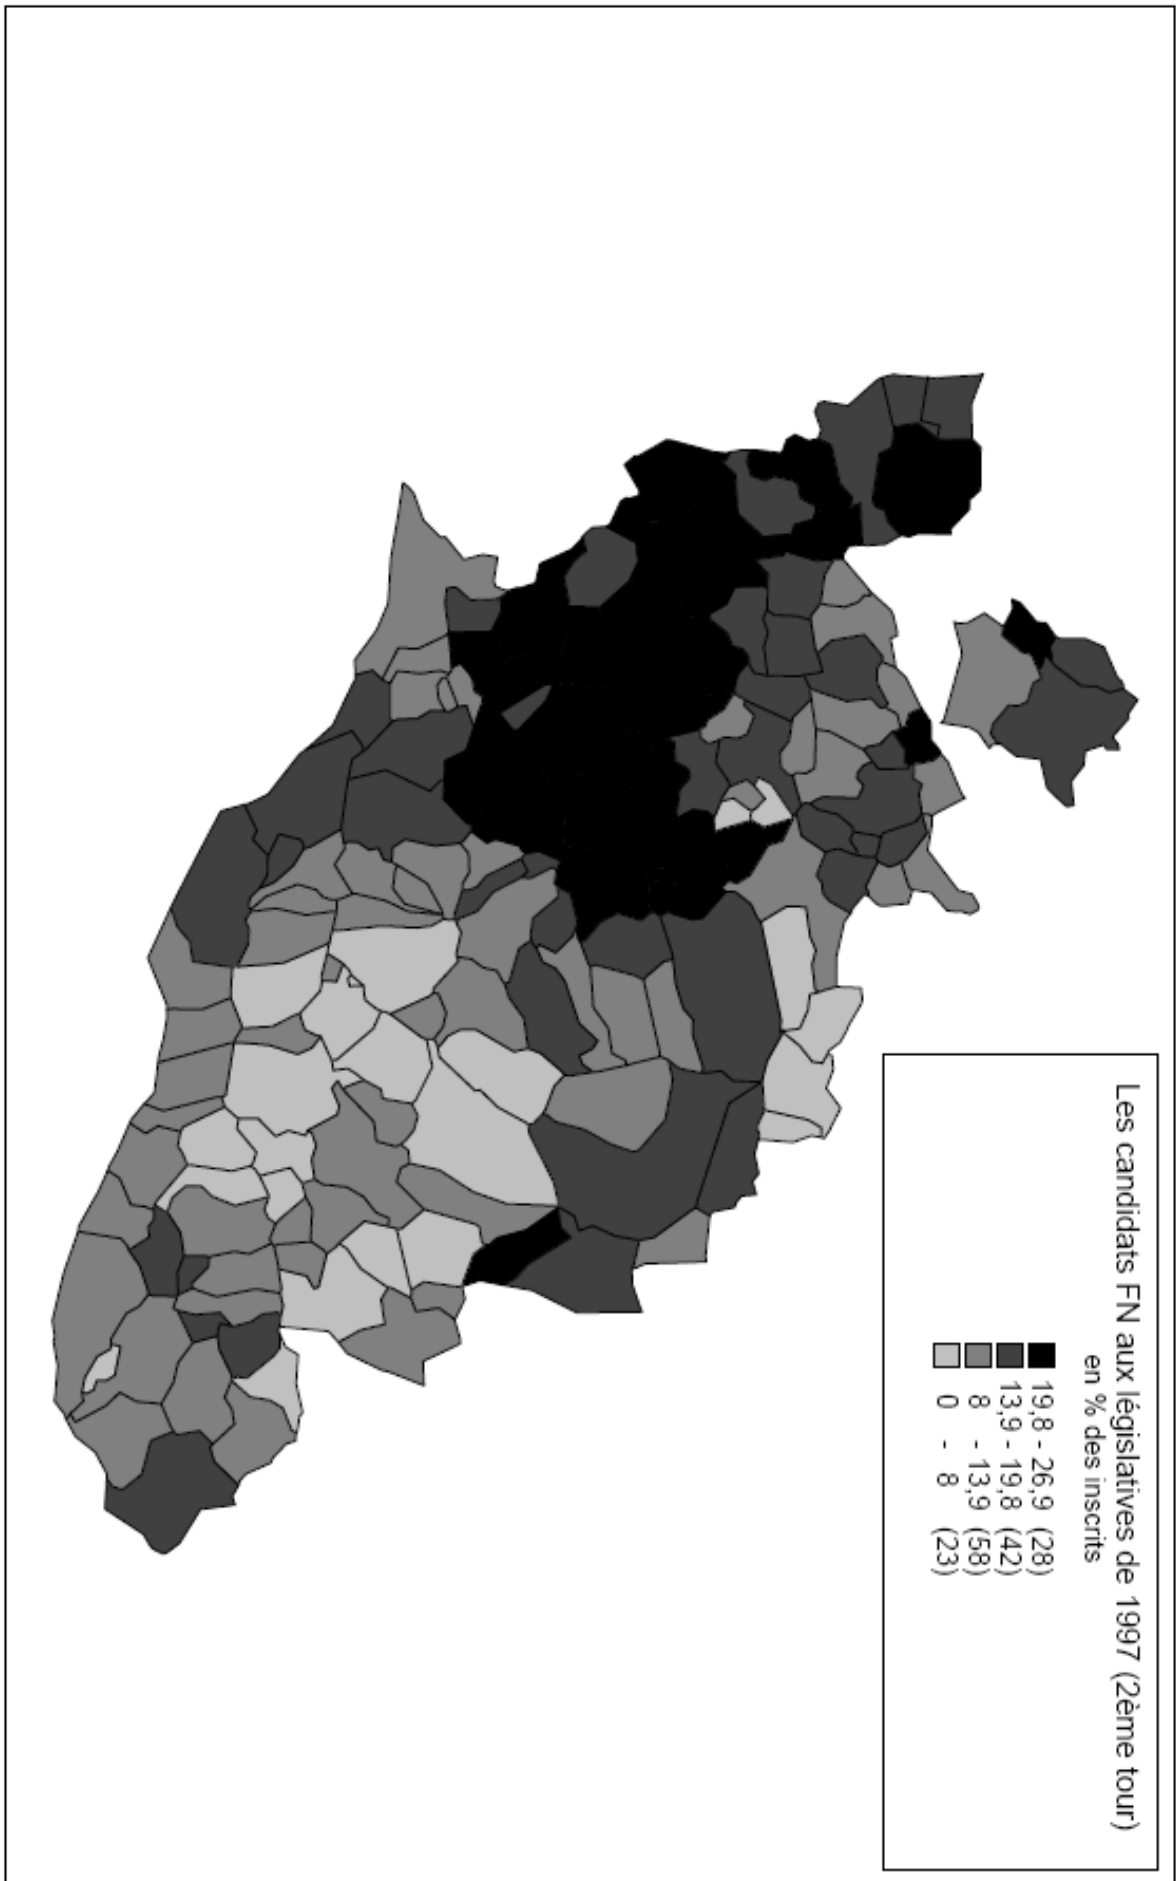 Les candidats FN aux législatives de 1997 (2ème tour)
en % des inscrits
19,8 - 26,9 (28)
13,9 - 19,8 (42)
8 - 13,9 (58)
0 - 8 (23)